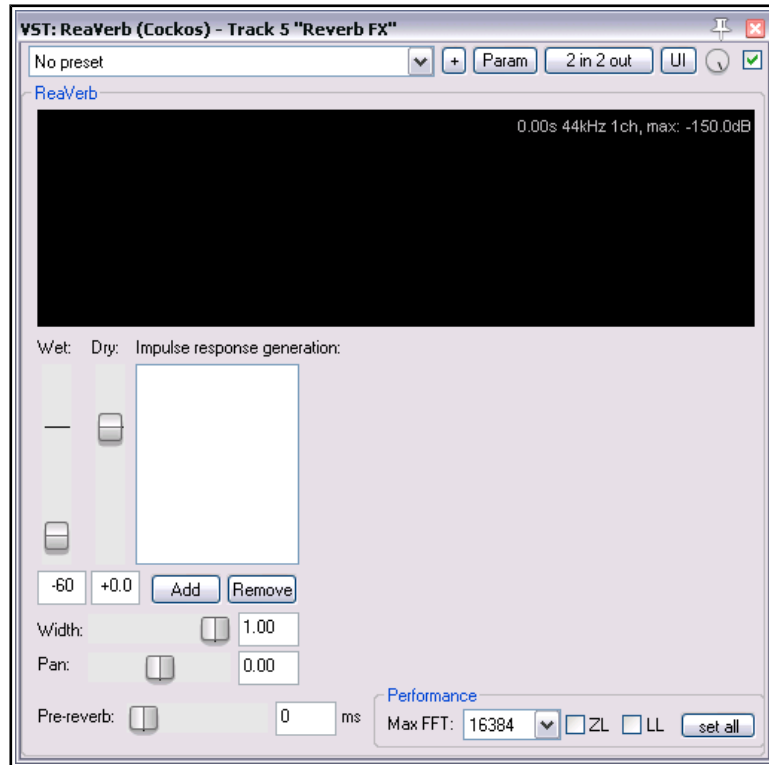 VST: ReaVerb (Cockos) - Track 5 "Reverb FX"
No preset + Param 2 in 2 out UI
ReaVerb
0.00s 44kHz 1ch, max: -150.0dB
Wet: Dry: Impulse response generation:
-60 +0.0 Add Remove
Width: 1.00
Pan: 0.00
Performance
Pre-reverb: 0 ms Max FFT: 16384 ZL LL set all